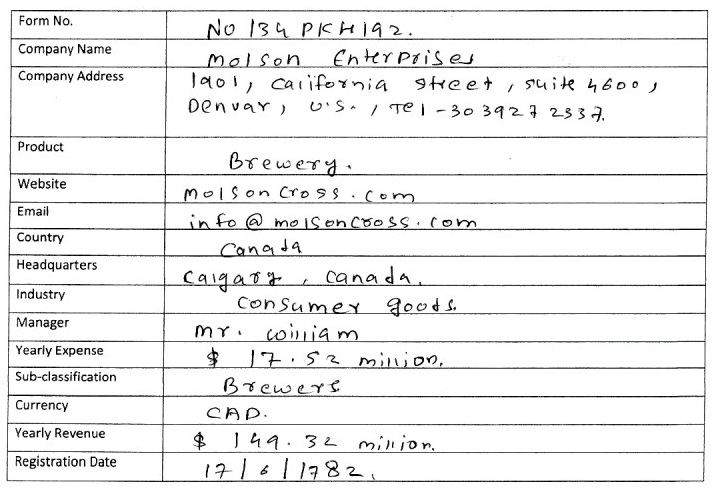 Form No. No 134 PKH192.
Company Name Molson Enterprises
Company Address 1901, California street, suite 4600,
Denvar, U.S., Tel -3039272337.
Product Brewery.
Website molsoncross.com
Email info@molsoncross.com
Country Canada
Headquarters Calgary, Canada.
Industry Consumer goods.
Manager Mr. William
Yearly Expense $ 17.52 million.
Sub-classification Brewers
Currency CAD.
Yearly Revenue $ 149.32 million.
Registration Date 17/6/1782.